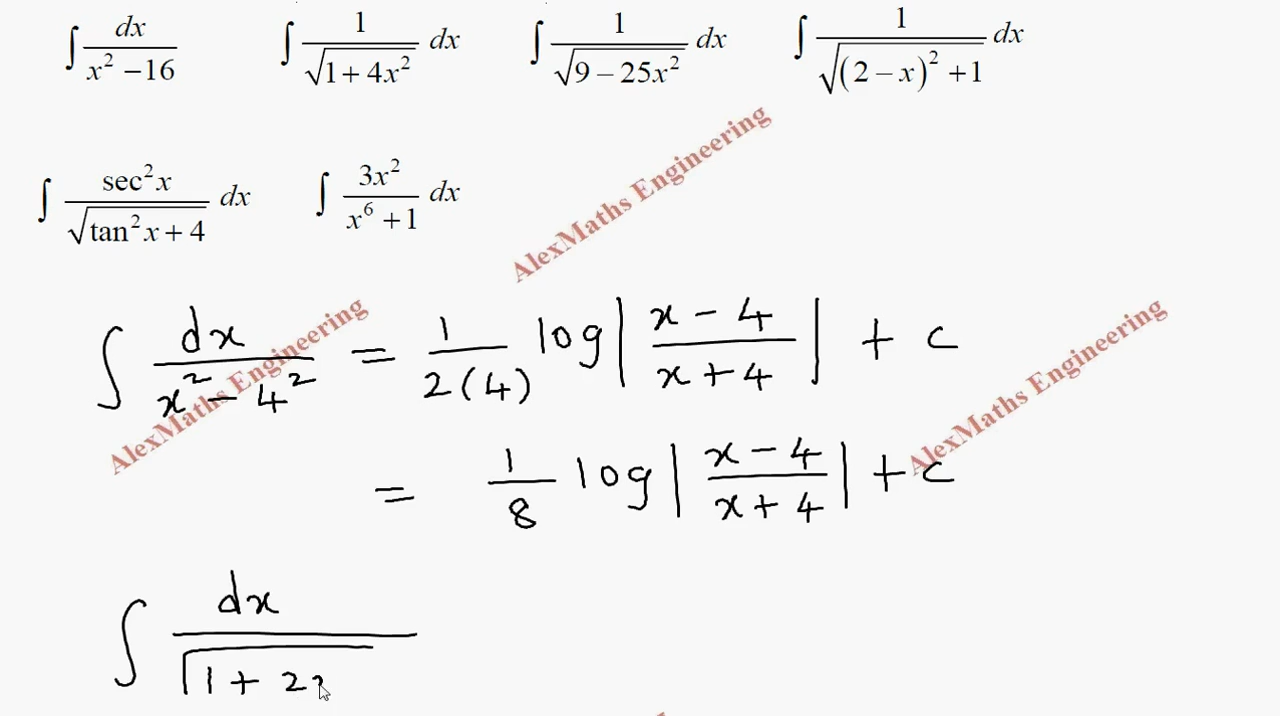 ∫ dx / (x² − 16)    ∫ 1 / √(1 + 4x²) dx    ∫ 1 / √(9 − 25x²) dx    ∫ 1 / √((2 − x)² + 1) dx
∫ sec²x / √(tan²x + 4) dx    ∫ 3x² / (x⁶ + 1) dx
AlexMaths Engineering
∫ dx / (x² − 4²) = 1 / 2(4) log | (x − 4) / (x + 4) | + c
AlexMaths Engineering
AlexMaths Engineering
= 1/8 log | (x − 4) / (x + 4) | + c
∫ dx / √(1 + 2